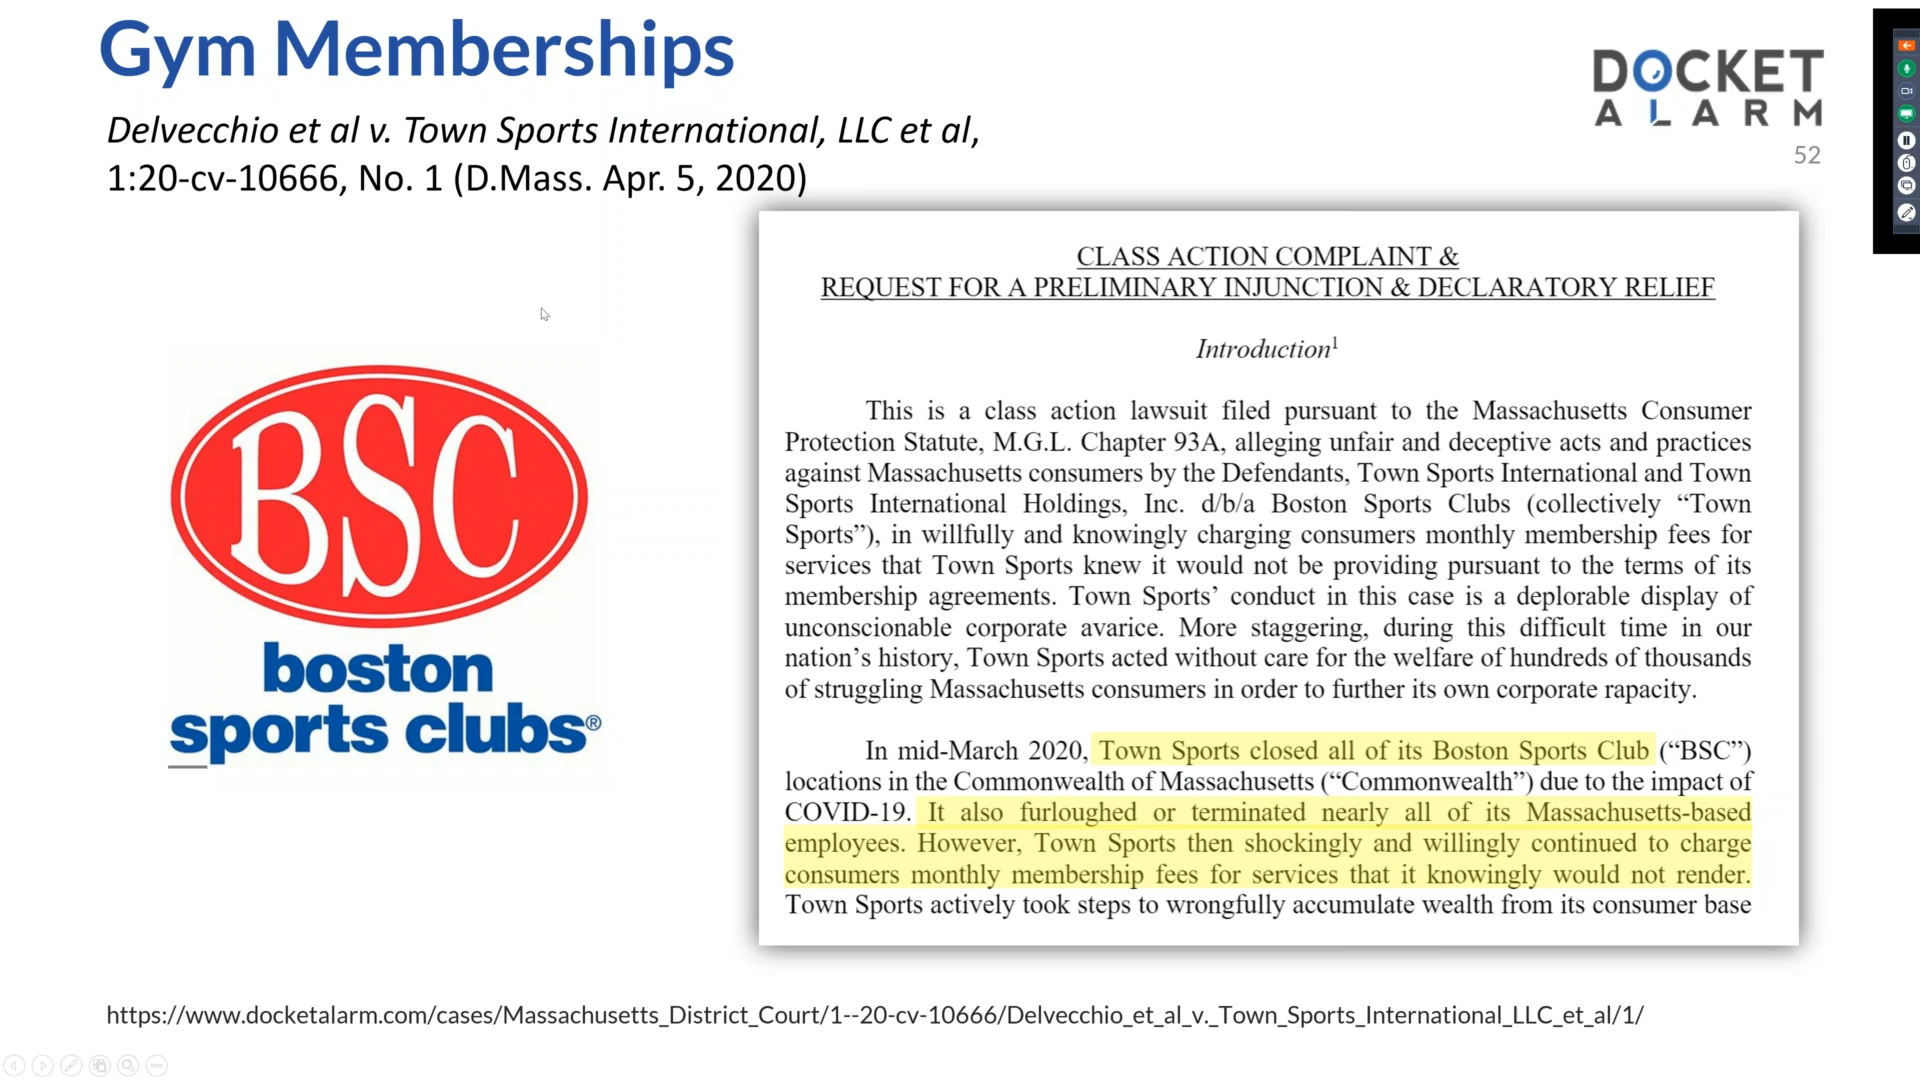 Gym Memberships
Delvecchio et al v. Town Sports International, LLC et al,
1:20-cv-10666, No. 1 (D.Mass. Apr. 5, 2020)
DOCKET
ALARM
52
CLASS ACTION COMPLAINT &
REQUEST FOR A PRELIMINARY INJUNCTION & DECLARATORY RELIEF
Introduction1
This is a class action lawsuit filed pursuant to the Massachusetts Consumer
Protection Statute, M.G.L. Chapter 93A, alleging unfair and deceptive acts and practices
against Massachusetts consumers by the Defendants, Town Sports International and Town
Sports International Holdings, Inc. d/b/a Boston Sports Clubs (collectively “Town
Sports”), in willfully and knowingly charging consumers monthly membership fees for
services that Town Sports knew it would not be providing pursuant to the terms of its
membership agreements. Town Sports’ conduct in this case is a deplorable display of
unconscionable corporate avarice. More staggering, during this difficult time in our
nation’s history, Town Sports acted without care for the welfare of hundreds of thousands
of struggling Massachusetts consumers in order to further its own corporate rapacity.
In mid-March 2020, Town Sports closed all of its Boston Sports Club (“BSC”)
locations in the Commonwealth of Massachusetts (“Commonwealth”) due to the impact of
COVID-19. It also furloughed or terminated nearly all of its Massachusetts-based
employees. However, Town Sports then shockingly and willingly continued to charge
consumers monthly membership fees for services that it knowingly would not render.
Town Sports actively took steps to wrongfully accumulate wealth from its consumer base
BSC
boston
sports clubs®
https://www.docketalarm.com/cases/Massachusetts_District_Court/1--20-cv-10666/Delvecchio_et_al_v._Town_Sports_International_LLC_et_al/1/